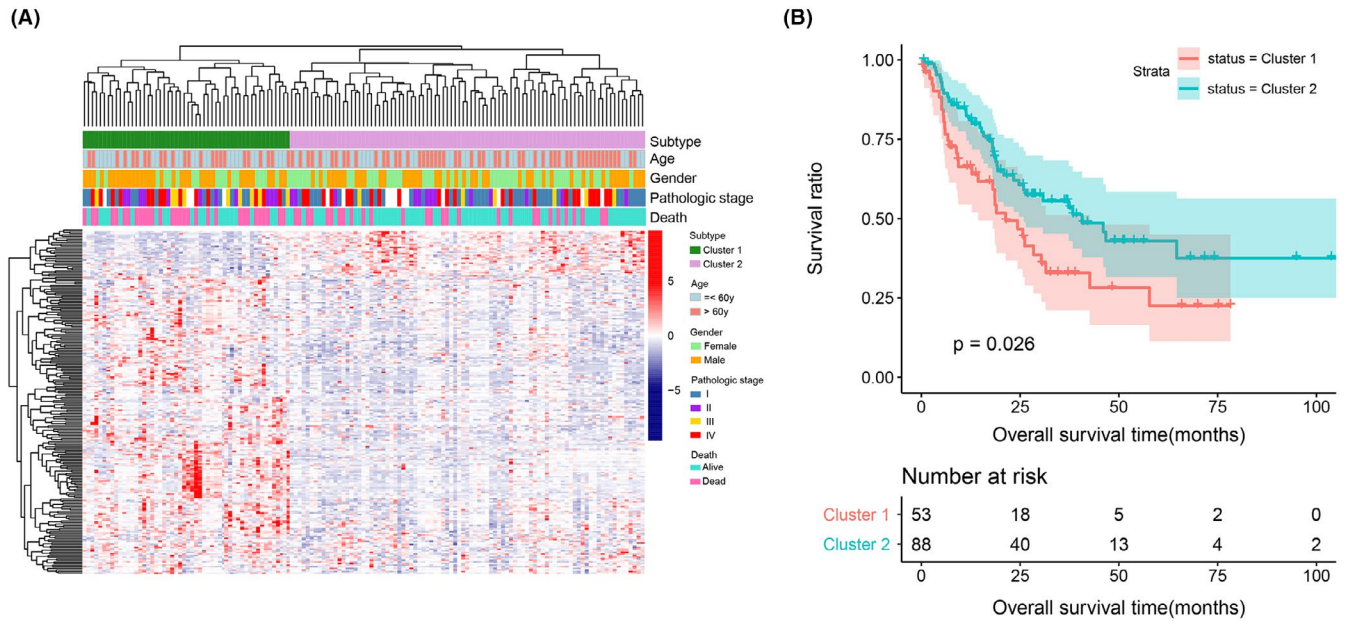 (A)
Subtype
Age
Gender
Pathologic stage
Death
5
0
−5
Subtype
Cluster 1
Cluster 2
Age
=< 60y
> 60y
Gender
Female
Male
Pathologic stage
I
II
III
IV
Death
Alive
Dead
(B)
Strata
status = Cluster 1
status = Cluster 2
Survival ratio
1.00
0.75
0.50
0.25
0.00
p = 0.026
0 25 50 75 100
Overall survival time(months)
Number at risk
Cluster 1 53 18 5 2 0
Cluster 2 88 40 13 4 2
0 25 50 75 100
Overall survival time(months)